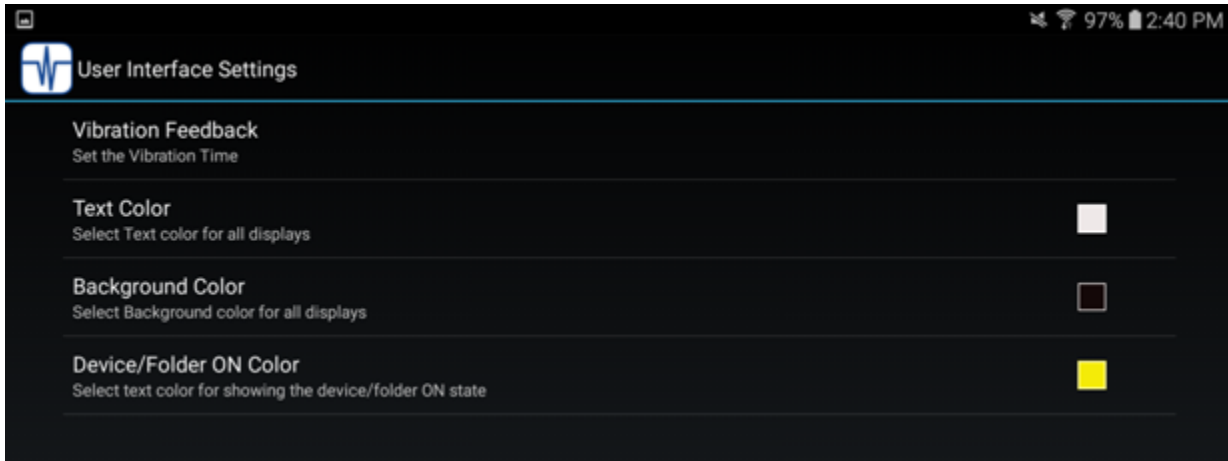 97% 2:40 PM
User Interface Settings
Vibration Feedback
Set the Vibration Time
Text Color
Select Text color for all displays
Background Color
Select Background color for all displays
Device/Folder ON Color
Select text color for showing the device/folder ON state